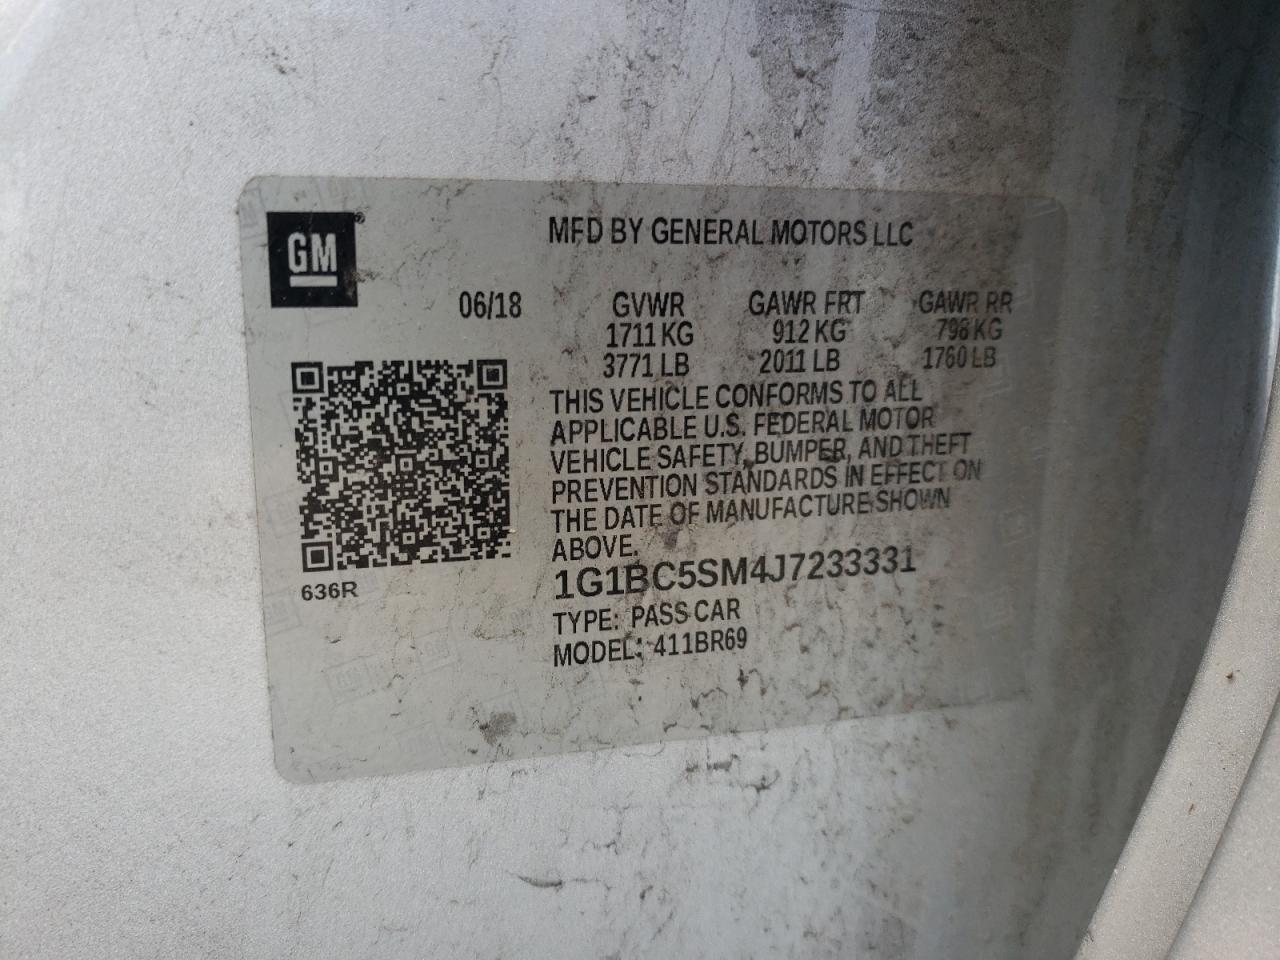 GM
MFD BY GENERAL MOTORS LLC
06/18 GVWR GAWR FRT GAWR RR
1711 KG 912 KG 798 KG
3771 LB 2011 LB 1760 LB
THIS VEHICLE CONFORMS TO ALL
APPLICABLE U.S. FEDERAL MOTOR
VEHICLE SAFETY, BUMPER, AND THEFT
PREVENTION STANDARDS IN EFFECT ON
THE DATE OF MANUFACTURE SHOWN
ABOVE.
636R
1G1BC5SM4J7233331
TYPE: PASS CAR
MODEL: 411BR69